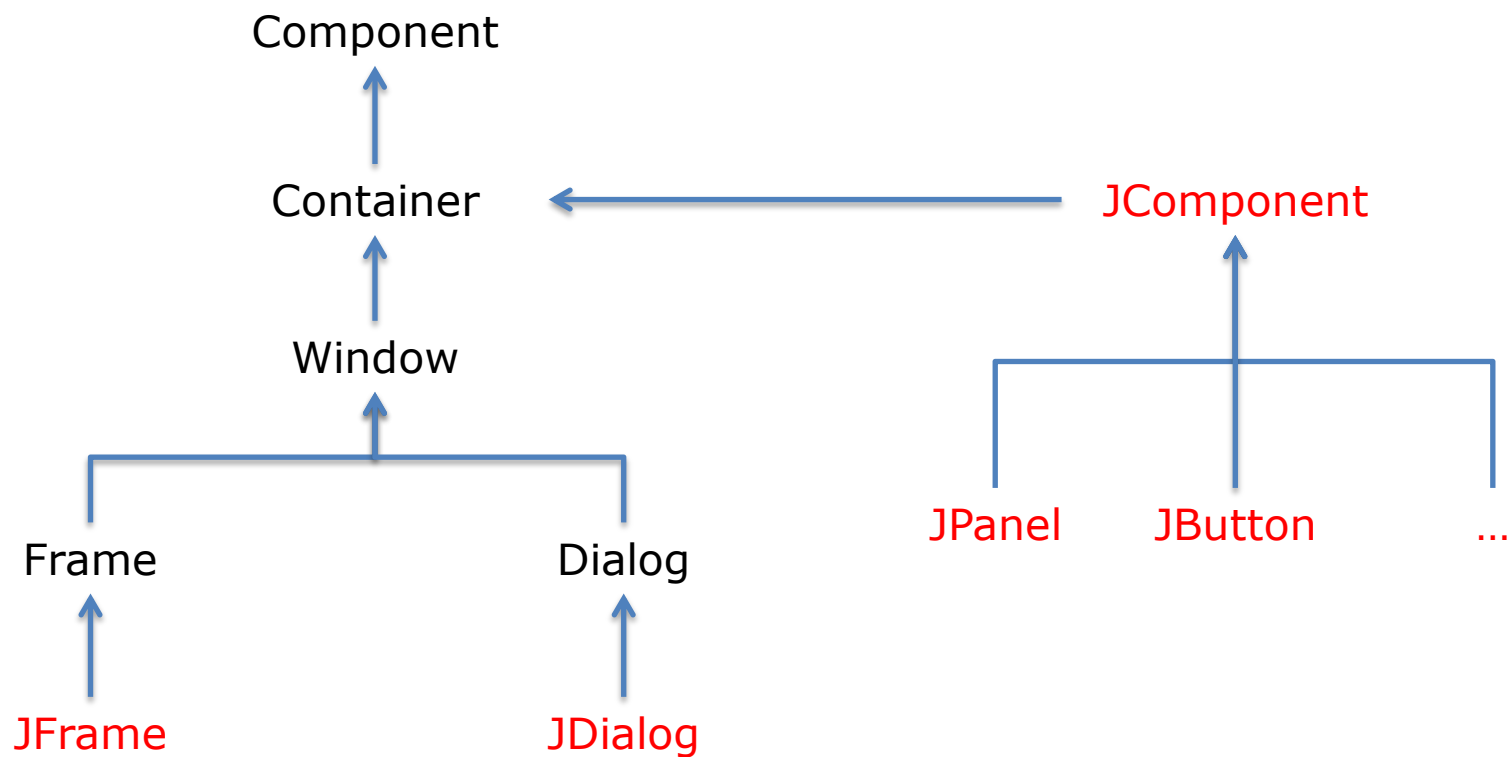 Component
Container
JComponent
Window
JPanel
JButton
...
Frame
Dialog
JFrame
JDialog